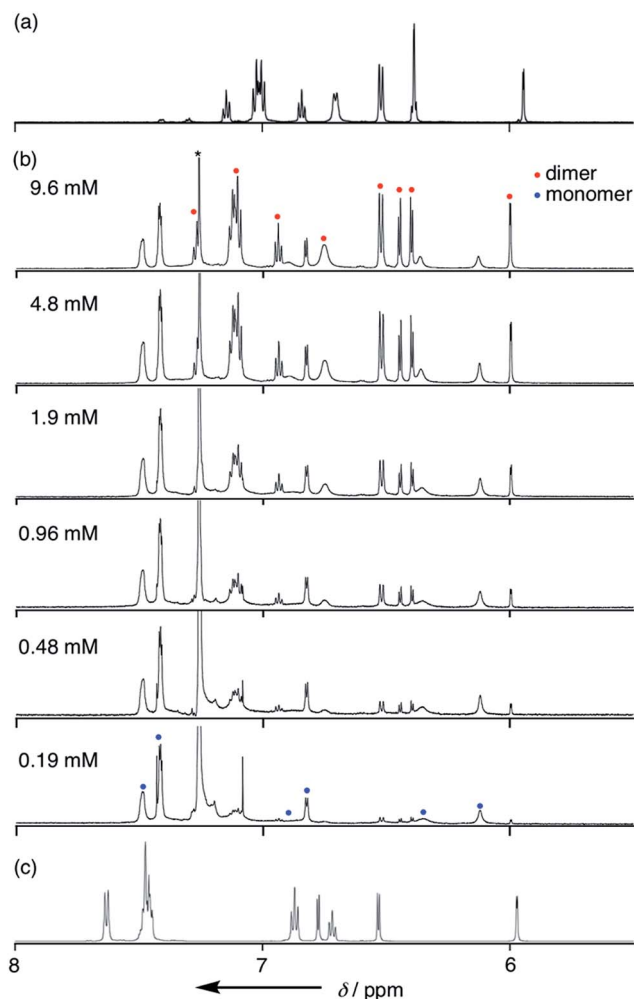 (a)
(b)
*
9.6 mM
dimer
monomer
4.8 mM
1.9 mM
0.96 mM
0.48 mM
0.19 mM
(c)
8
7
6
δ / ppm